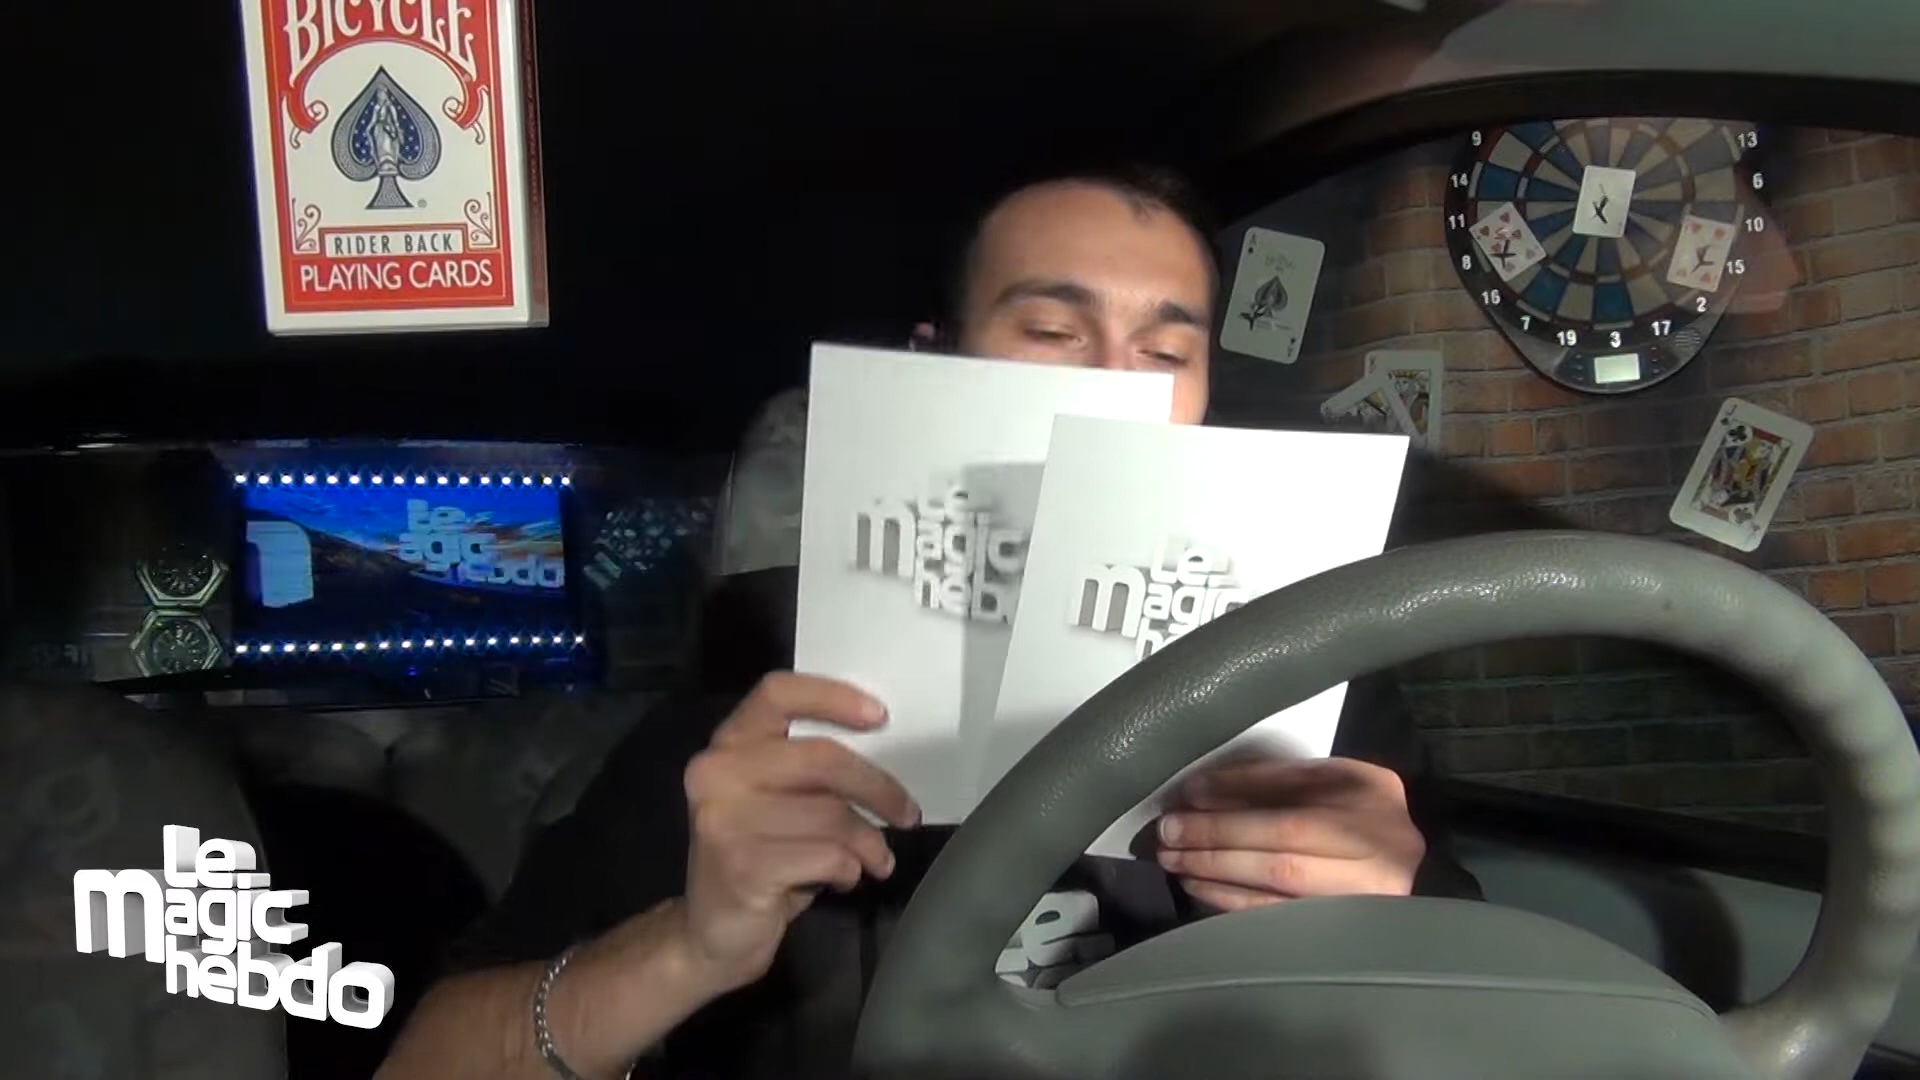 BICYCLE
®
RIDER BACK
PLAYING CARDS
9
14
11
8
16
7
19
3
17
2
15
10
6
13
A
J
Le
magic
hebdo
Le
magic
hebd
Le
magic
Le
magic
hebdo